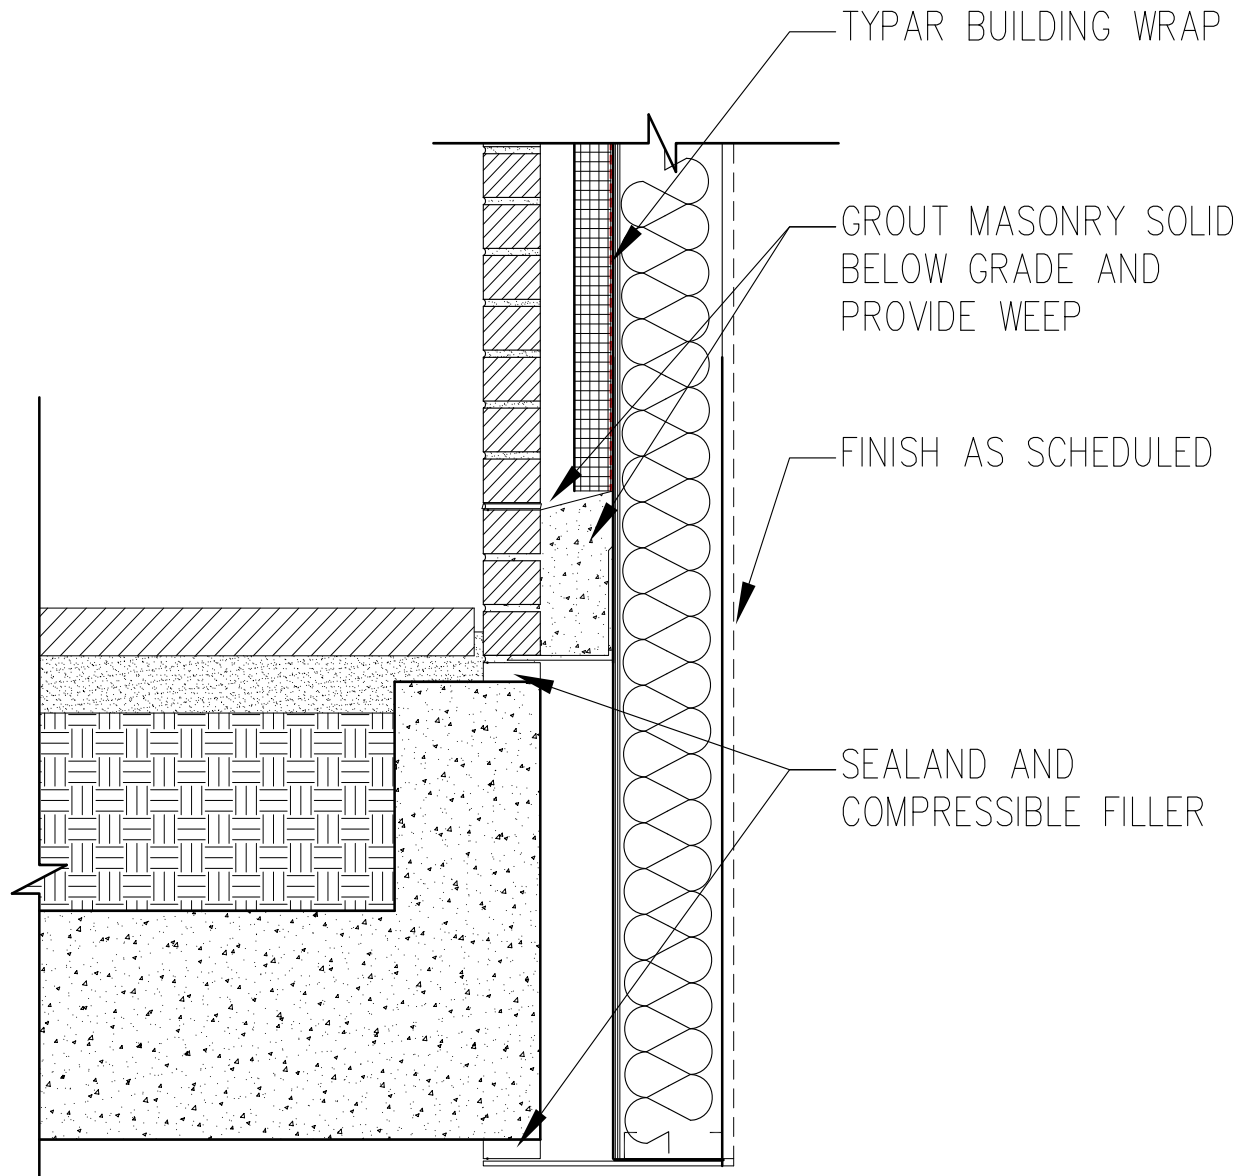 TYPAR BUILDING WRAP
GROUT MASONRY SOLID
BELOW GRADE AND
PROVIDE WEEP
FINISH AS SCHEDULED
SEALAND AND
COMPRESSIBLE FILLER